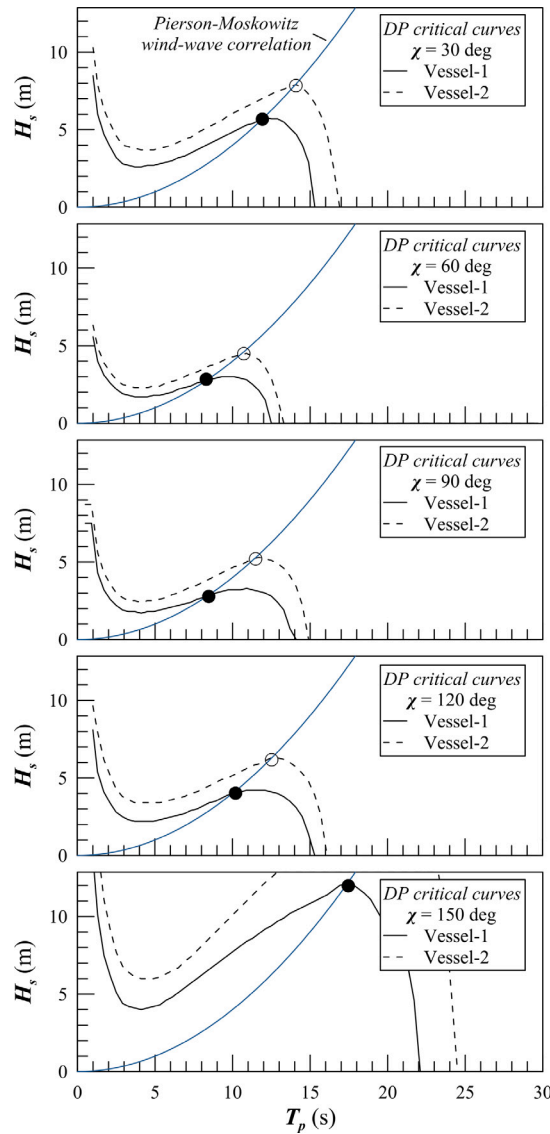 Pierson-Moskowitz
wind-wave correlation
DP critical curves
χ = 30 deg
Vessel-1
Vessel-2
10
5
0
H_s (m)
DP critical curves
χ = 60 deg
Vessel-1
Vessel-2
10
5
0
H_s (m)
DP critical curves
χ = 90 deg
Vessel-1
Vessel-2
10
5
0
H_s (m)
DP critical curves
χ = 120 deg
Vessel-1
Vessel-2
10
5
0
H_s (m)
DP critical curves
χ = 150 deg
Vessel-1
Vessel-2
10
5
0
H_s (m)
0 5 10 15 20 25 30
T_p (s)